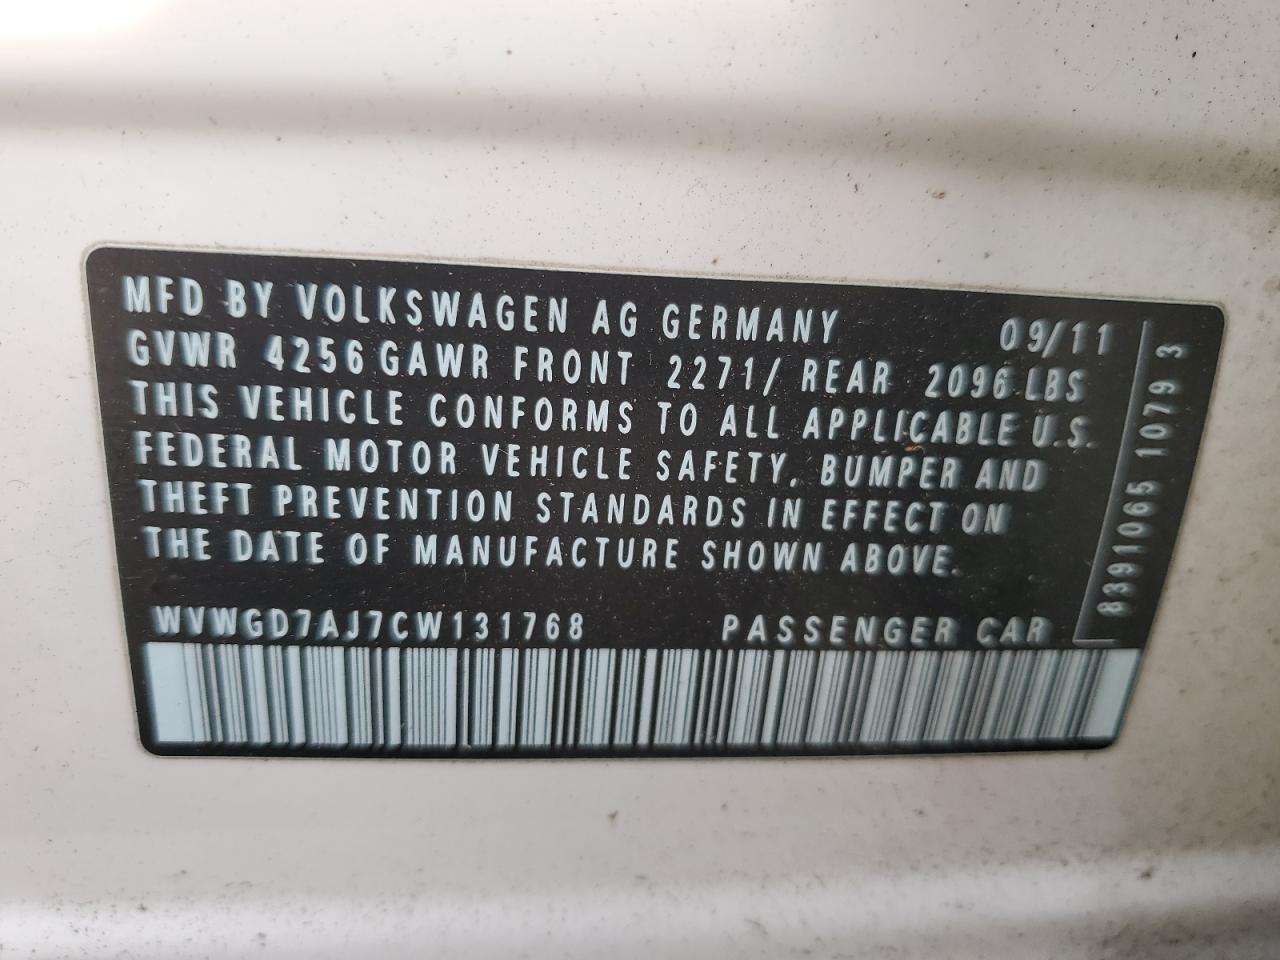 MFD BY VOLKSWAGEN AG GERMANY 09/11
GVWR 4256 GAWR FRONT 2271/ REAR 2096 LBS
THIS VEHICLE CONFORMS TO ALL APPLICABLE U.S.
FEDERAL MOTOR VEHICLE SAFETY, BUMPER AND
THEFT PREVENTION STANDARDS IN EFFECT ON
THE DATE OF MANUFACTURE SHOWN ABOVE.
WVWGD7AJ7CW131768 PASSENGER CAR
8391065 1079 3